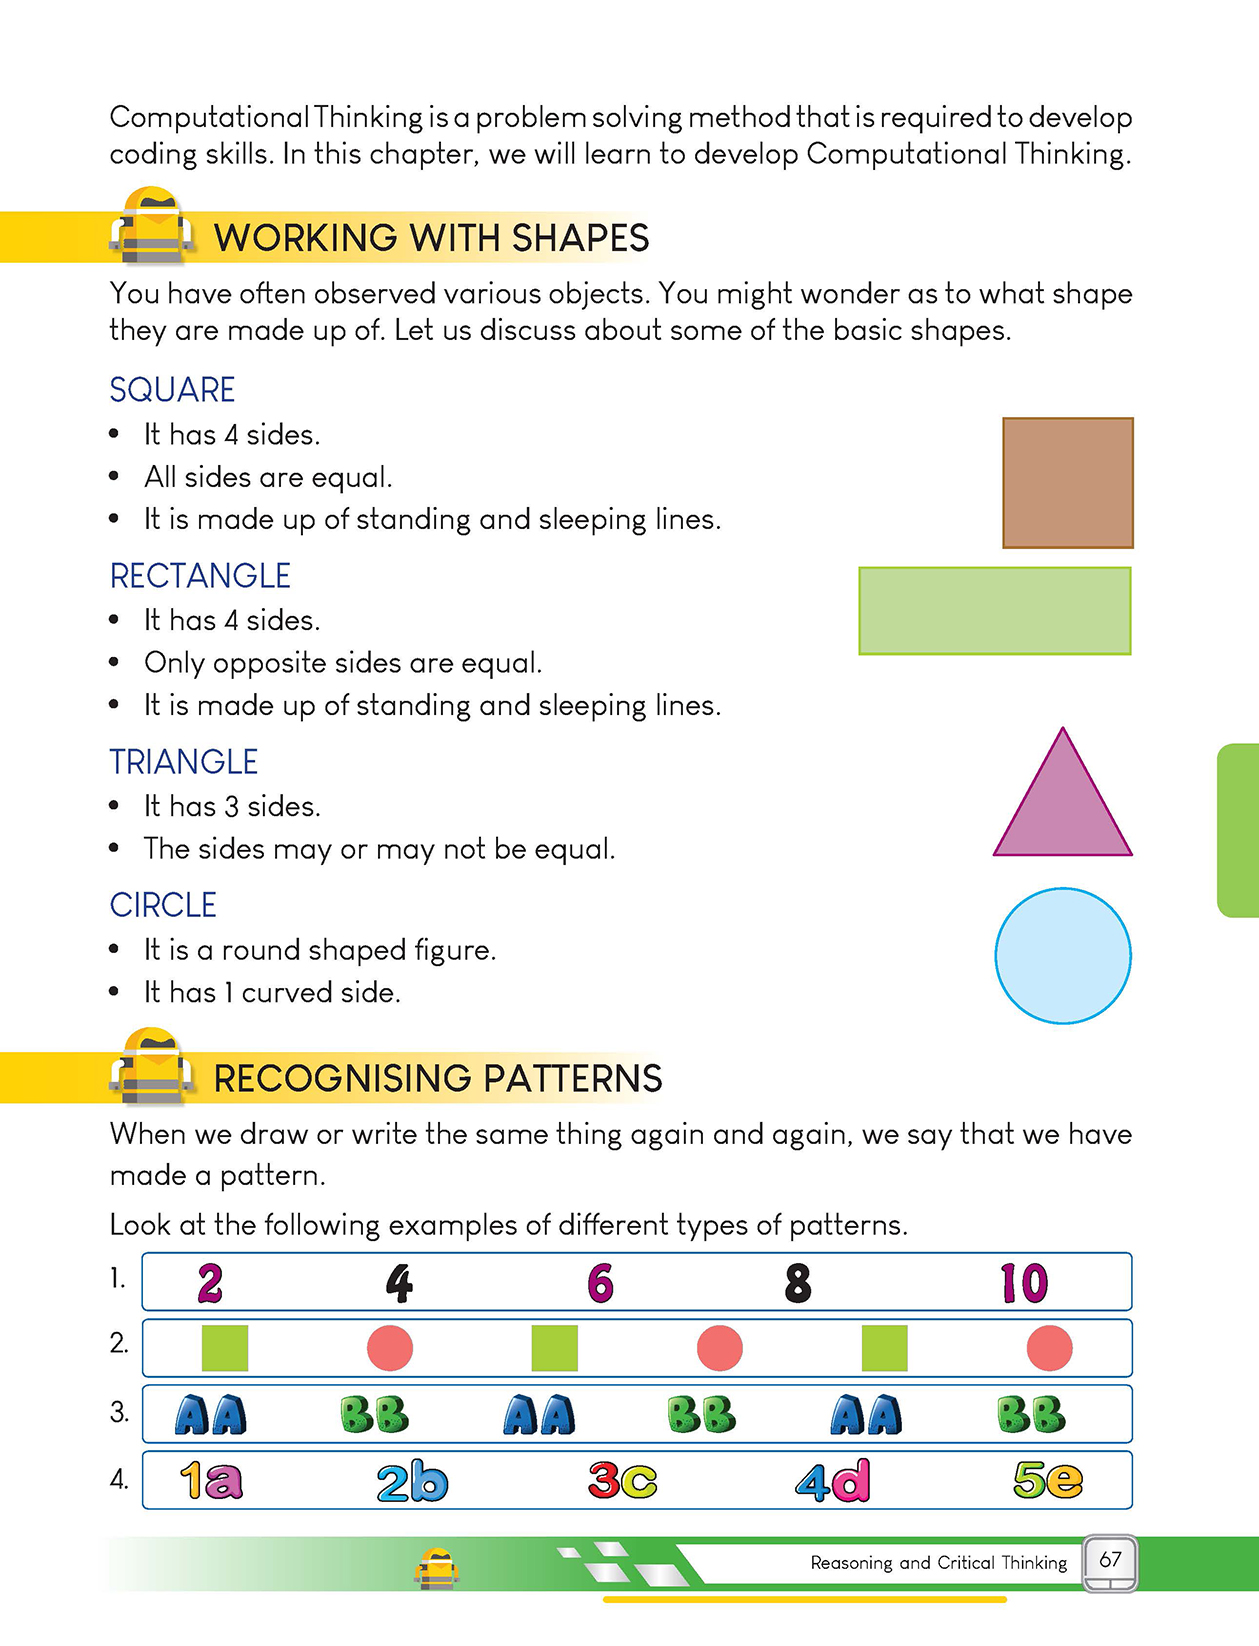 Computational Thinking is a problem solving method that is required to develop
coding skills. In this chapter, we will learn to develop Computational Thinking.
WORKING WITH SHAPES
You have often observed various objects. You might wonder as to what shape
they are made up of. Let us discuss about some of the basic shapes.
SQUARE
• It has 4 sides.
• All sides are equal.
• It is made up of standing and sleeping lines.
RECTANGLE
• It has 4 sides.
• Only opposite sides are equal.
• It is made up of standing and sleeping lines.
TRIANGLE
• It has 3 sides.
• The sides may or may not be equal.
CIRCLE
• It is a round shaped figure.
• It has 1 curved side.
RECOGNISING PATTERNS
When we draw or write the same thing again and again, we say that we have
made a pattern.
Look at the following examples of different types of patterns.
1. 2 4 6 8 10
2.
3. AA BB AA BB AA BB
4. 1a 2b 3c 4d 5e
Reasoning and Critical Thinking 67